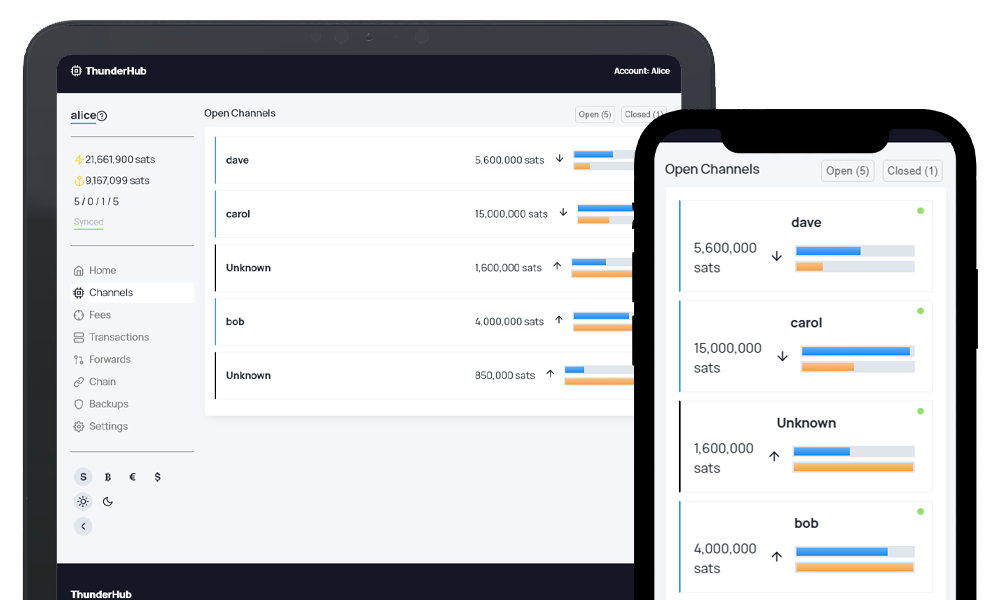 ThunderHub
Account: Alice
alice
21,661,900 sats
9,167,099 sats
5 / 0 / 1 / 5
Synced
Home
Channels
Fees
Transactions
Forwards
Chain
Backups
Settings
S ₿ € $
Open Channels
Open (5) Closed (1)
dave 5,600,000 sats
carol 15,000,000 sats
Unknown 1,600,000 sats
bob 4,000,000 sats
Unknown 850,000 sats
ThunderHub
Open Channels
Open (5) Closed (1)
dave
5,600,000
sats
carol
15,000,000
sats
Unknown
1,600,000
sats
bob
4,000,000
sats